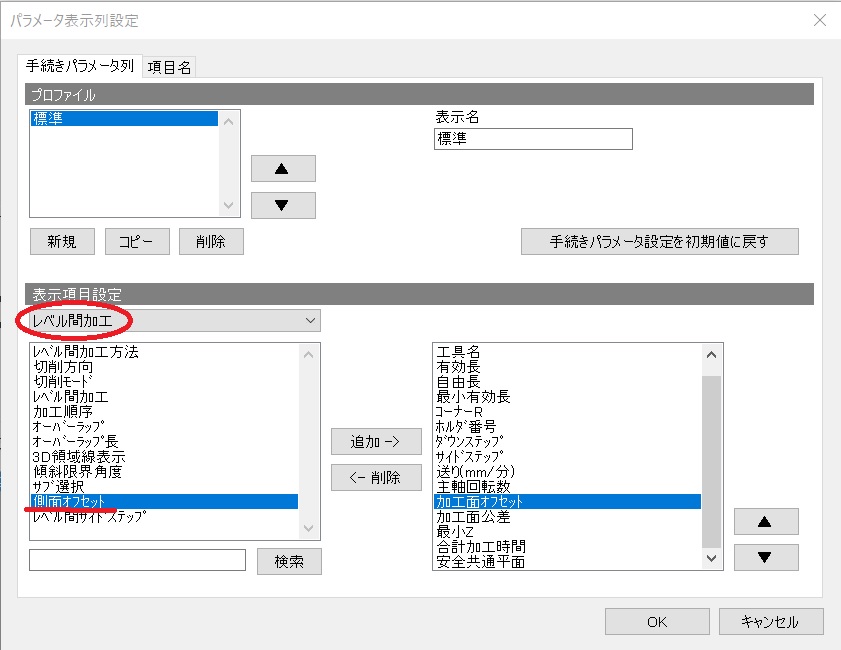 パラメータ表示列設定
手続きパラメータ列
項目名
プロファイル
標準
表示名
標準
▲
▼
新規
コピー
削除
手続きパラメータ設定を初期値に戻す
表示項目設定
レベル間加工
レベル間加工方法
切削方向
切削モード
レベル間加工
加工順序
オーバーラップ
オーバーラップ長
3D領域線表示
傾斜限界角度
サブ選択
側面オフセット
レベル間サイドステップ
検索
追加 ->
<- 削除
工具名
有効長
自由長
最小有効長
コーナーR
ホルダ番号
ダウンステップ
サイドステップ
送り(mm/分)
主軸回転数
加工面オフセット
加工面公差
最小Z
合計加工時間
安全共通平面
▲
▼
OK
キャンセル